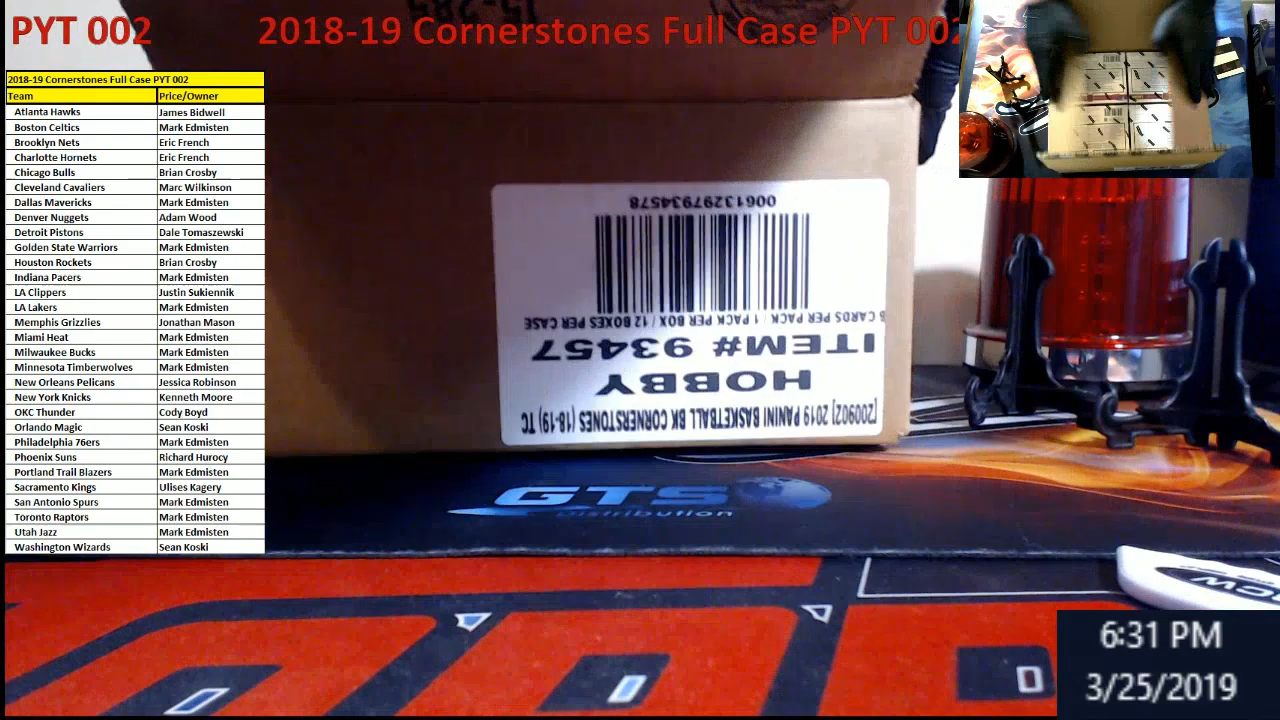 PYT 002
2018-19 Cornerstones Full Case PYT 002
2018-19 Cornerstones Full Case PYT 002
Team Price/Owner
Atlanta Hawks James Bidwell
Boston Celtics Mark Edmisten
Brooklyn Nets Eric French
Charlotte Hornets Eric French
Chicago Bulls Brian Crosby
Cleveland Cavaliers Marc Wilkinson
Dallas Mavericks Mark Edmisten
Denver Nuggets Adam Wood
Detroit Pistons Dale Tomaszewski
Golden State Warriors Mark Edmisten
Houston Rockets Brian Crosby
Indiana Pacers Mark Edmisten
LA Clippers Justin Sukiennik
LA Lakers Mark Edmisten
Memphis Grizzlies Jonathan Mason
Miami Heat Mark Edmisten
Milwaukee Bucks Mark Edmisten
Minnesota Timberwolves Mark Edmisten
New Orleans Pelicans Jessica Robinson
New York Knicks Kenneth Moore
OKC Thunder Cody Boyd
Orlando Magic Sean Koski
Philadelphia 76ers Mark Edmisten
Phoenix Suns Richard Hurocy
Portland Trail Blazers Mark Edmisten
Sacramento Kings Ulises Kagery
San Antonio Spurs Mark Edmisten
Toronto Raptors Mark Edmisten
Utah Jazz Mark Edmisten
Washington Wizards Sean Koski
[200902] 2019 PANINI BASKETBALL BK CORNERSTONES (18-19) TC
HOBBY
ITEM# 93457
CARDS PER PACK / 1 PACK PER BOX / 12 BOXES PER CASE
00613297934578
GTS
Distribution
6:31 PM
3/25/2019